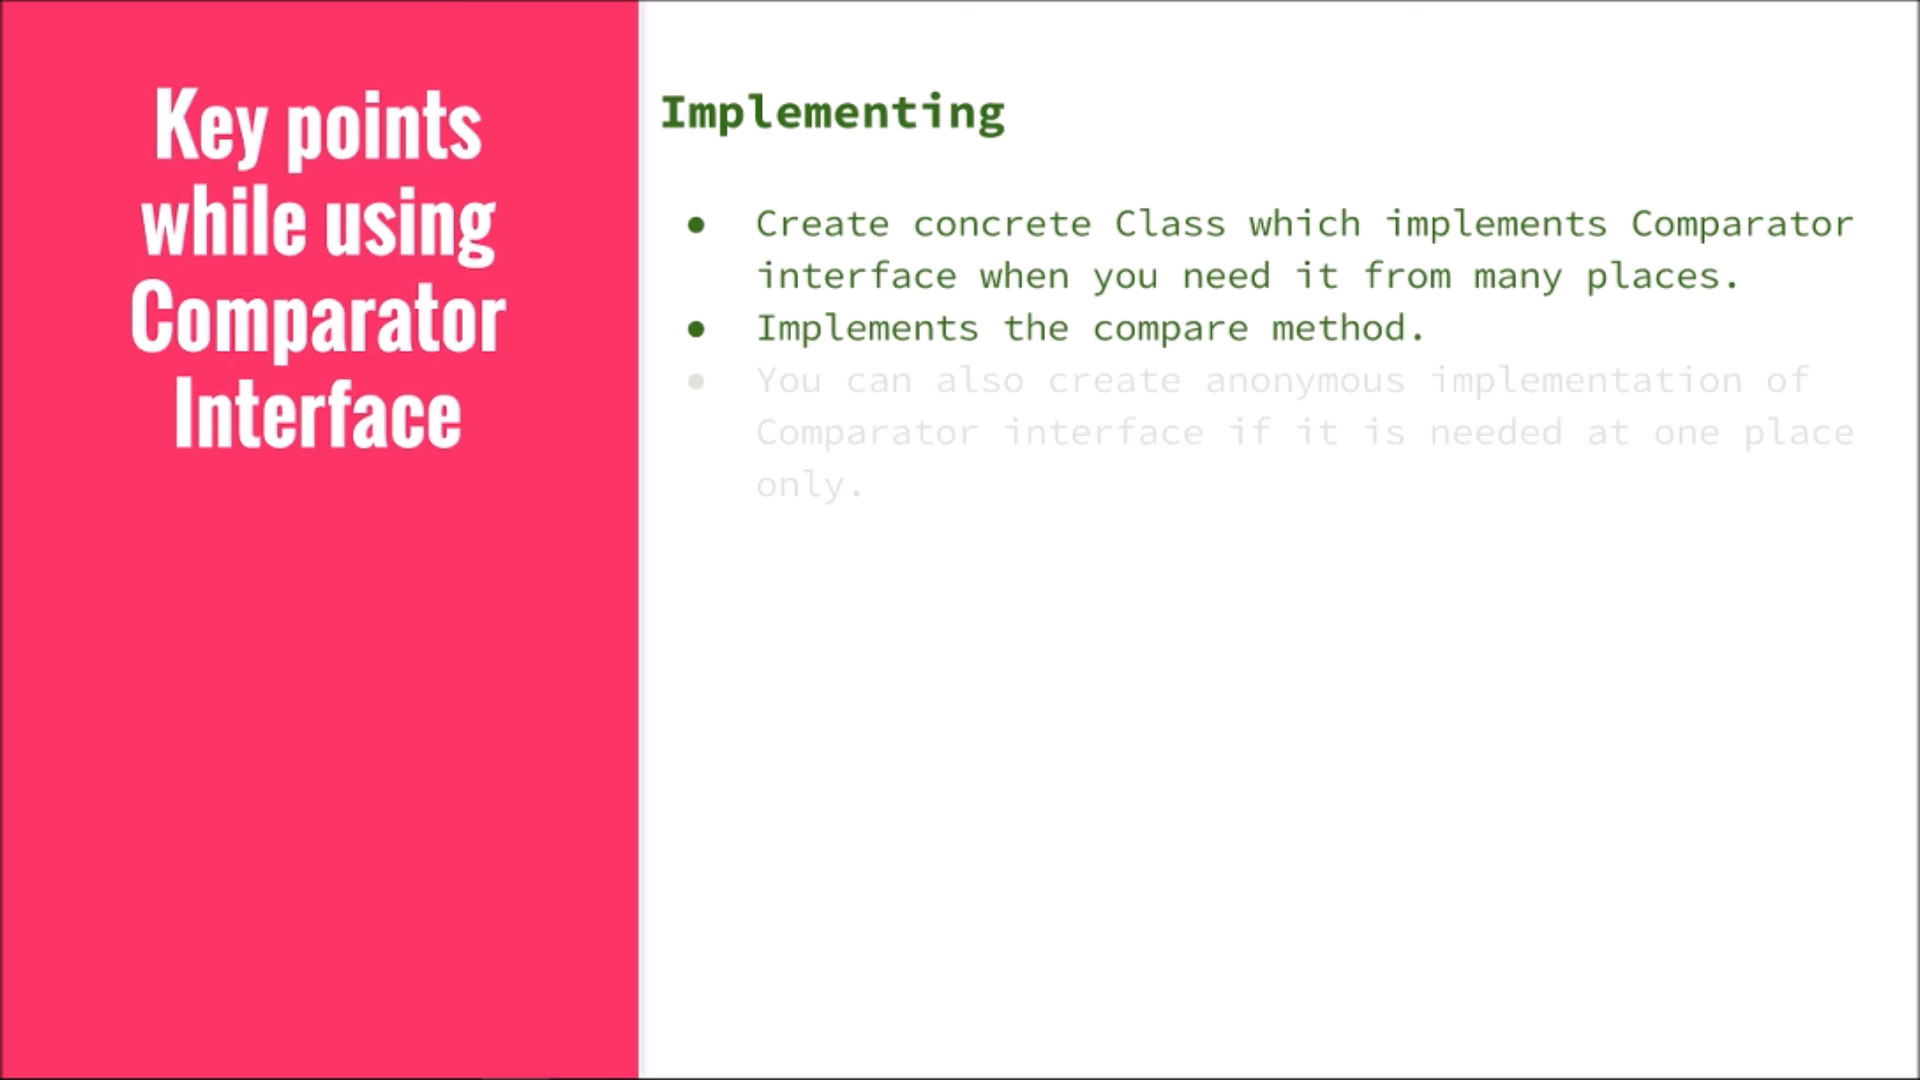 Key points
while using
Comparator
Interface
Implementing
● Create concrete Class which implements Comparator
interface when you need it from many places.
● Implements the compare method.
● You can also create anonymous implementation of
Comparator interface if it is needed at one place
only.